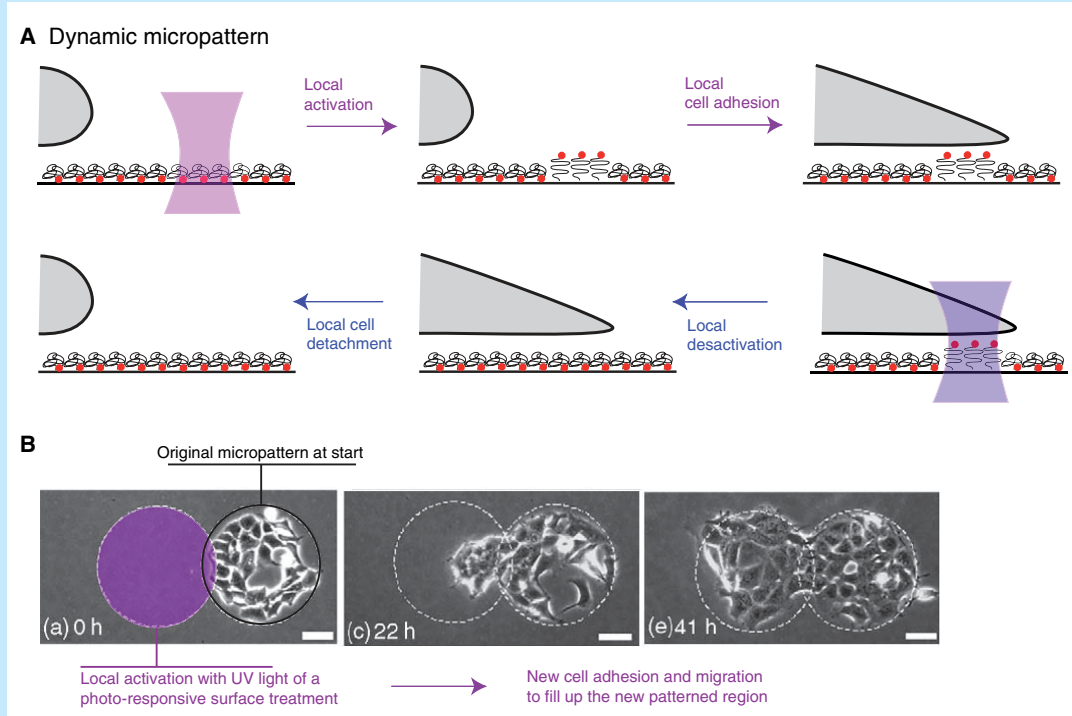 A Dynamic micropattern
Local
activation
Local
cell adhesion
Local cell
detachment
Local
desactivation
B
Original micropattern at start
(a) 0 h
(c) 22 h
(e) 41 h
Local activation with UV light of a
photo-responsive surface treatment
New cell adhesion and migration
to fill up the new patterned region